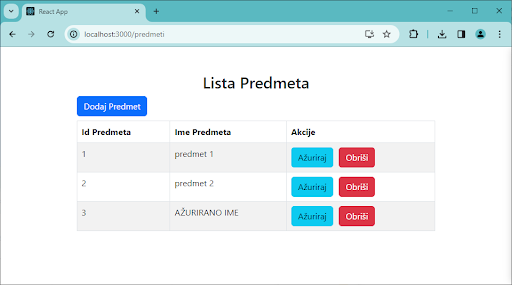 React App
localhost:3000/predmeti
Lista Predmeta
Dodaj Predmet
Id Predmeta Ime Predmeta Akcije
1 predmet 1 Ažuriraj Obriši
2 predmet 2 Ažuriraj Obriši
3 AŽURIRANO IME Ažuriraj Obriši